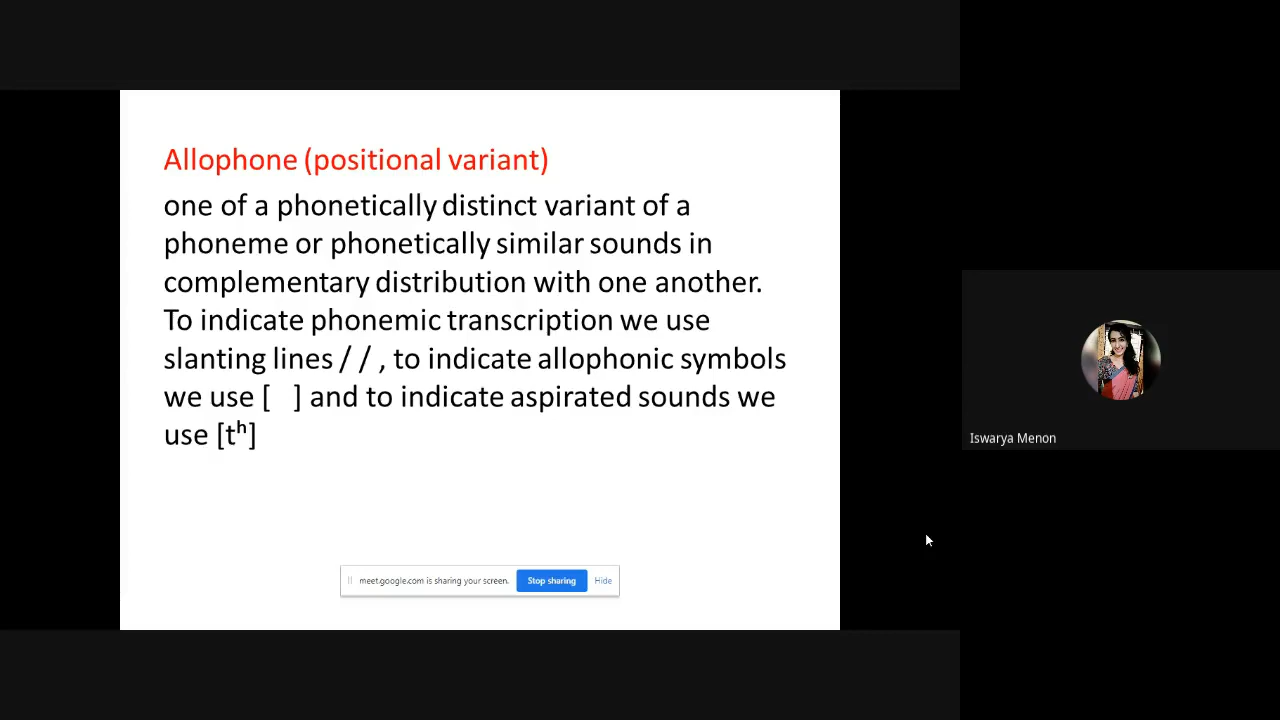 Allophone (positional variant)
one of a phonetically distinct variant of a
phoneme or phonetically similar sounds in
complementary distribution with one another.
To indicate phonemic transcription we use
slanting lines / / , to indicate allophonic symbols
we use [   ] and to indicate aspirated sounds we
use [tʰ]
meet.google.com is sharing your screen. Stop sharing Hide
Iswarya Menon